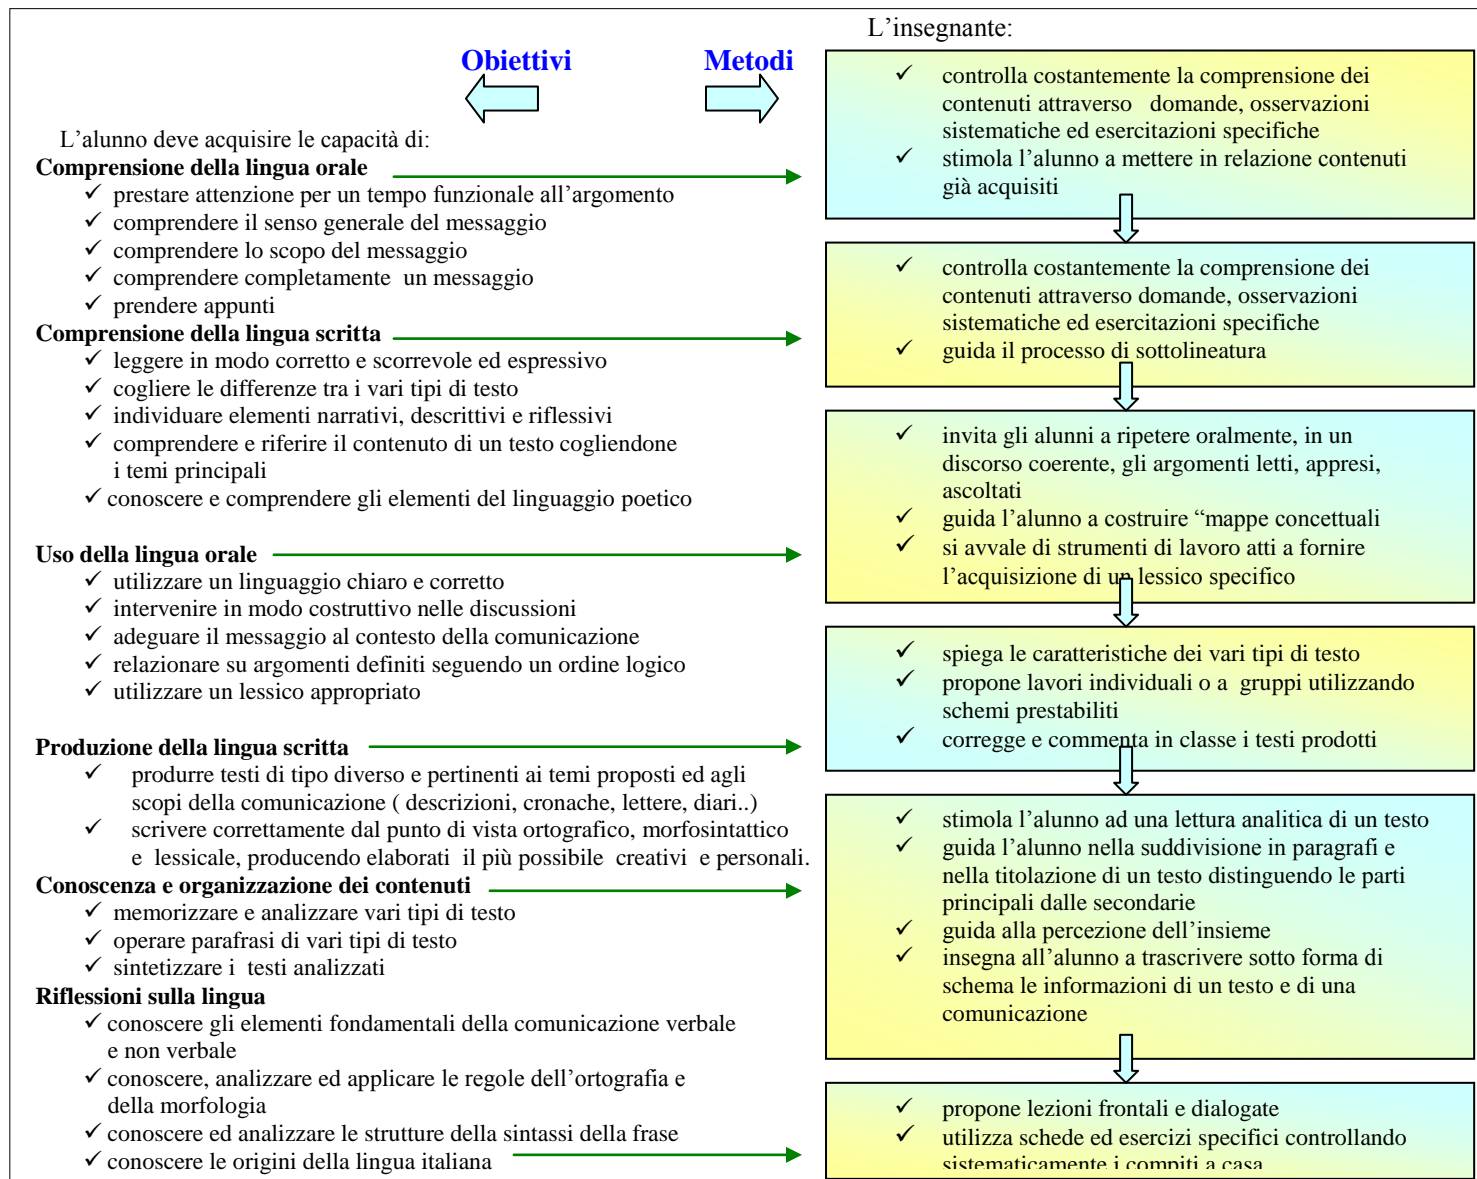 L'insegnante:
Obiettivi
Metodi
L'alunno deve acquisire le capacità di:
Comprensione della lingua orale
✓ prestare attenzione per un tempo funzionale all'argomento
✓ comprendere il senso generale del messaggio
✓ comprendere lo scopo del messaggio
✓ comprendere completamente un messaggio
✓ prendere appunti
Comprensione della lingua scritta
✓ leggere in modo corretto e scorrevole ed espressivo
✓ cogliere le differenze tra i vari tipi di testo
✓ individuare elementi narrativi, descrittivi e riflessivi
✓ comprendere e riferire il contenuto di un testo cogliendone
i temi principali
✓ conoscere e comprendere gli elementi del linguaggio poetico
Uso della lingua orale
✓ utilizzare un linguaggio chiaro e corretto
✓ intervenire in modo costruttivo nelle discussioni
✓ adeguare il messaggio al contesto della comunicazione
✓ relazionare su argomenti definiti seguendo un ordine logico
✓ utilizzare un lessico appropriato
Produzione della lingua scritta
✓ produrre testi di tipo diverso e pertinenti ai temi proposti ed agli
scopi della comunicazione ( descrizioni, cronache, lettere, diari..)
✓ scrivere correttamente dal punto di vista ortografico, morfosintattico
e lessicale, producendo elaborati il più possibile creativi e personali.
Conoscenza e organizzazione dei contenuti
✓ memorizzare e analizzare vari tipi di testo
✓ operare parafrasi di vari tipi di testo
✓ sintetizzare i testi analizzati
Riflessioni sulla lingua
✓ conoscere gli elementi fondamentali della comunicazione verbale
e non verbale
✓ conoscere, analizzare ed applicare le regole dell'ortografia e
della morfologia
✓ conoscere ed analizzare le strutture della sintassi della frase
✓ conoscere le origini della lingua italiana
✓ controlla costantemente la comprensione dei
contenuti attraverso domande, osservazioni
sistematiche ed esercitazioni specifiche
✓ stimola l'alunno a mettere in relazione contenuti
già acquisiti
✓ controlla costantemente la comprensione dei
contenuti attraverso domande, osservazioni
sistematiche ed esercitazioni specifiche
✓ guida il processo di sottolineatura
✓ invita gli alunni a ripetere oralmente, in un
discorso coerente, gli argomenti letti, appresi,
ascoltati
✓ guida l'alunno a costruire “mappe concettuali
✓ si avvale di strumenti di lavoro atti a fornire
l'acquisizione di un lessico specifico
✓ spiega le caratteristiche dei vari tipi di testo
✓ propone lavori individuali o a gruppi utilizzando
schemi prestabiliti
✓ corregge e commenta in classe i testi prodotti
✓ stimola l'alunno ad una lettura analitica di un testo
✓ guida l'alunno nella suddivisione in paragrafi e
nella titolazione di un testo distinguendo le parti
principali dalle secondarie
✓ guida alla percezione dell'insieme
✓ insegna all'alunno a trascrivere sotto forma di
schema le informazioni di un testo e di una
comunicazione
✓ propone lezioni frontali e dialogate
✓ utilizza schede ed esercizi specifici controllando
sistematicamente i compiti a casa